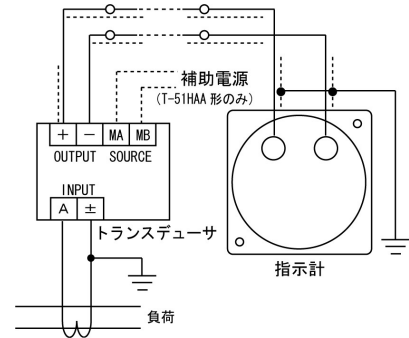 補助電源
(T-51HAA 形のみ)
+ − MA MB
OUTPUT SOURCE
INPUT
A ±
トランスデューサ
指示計
負荷